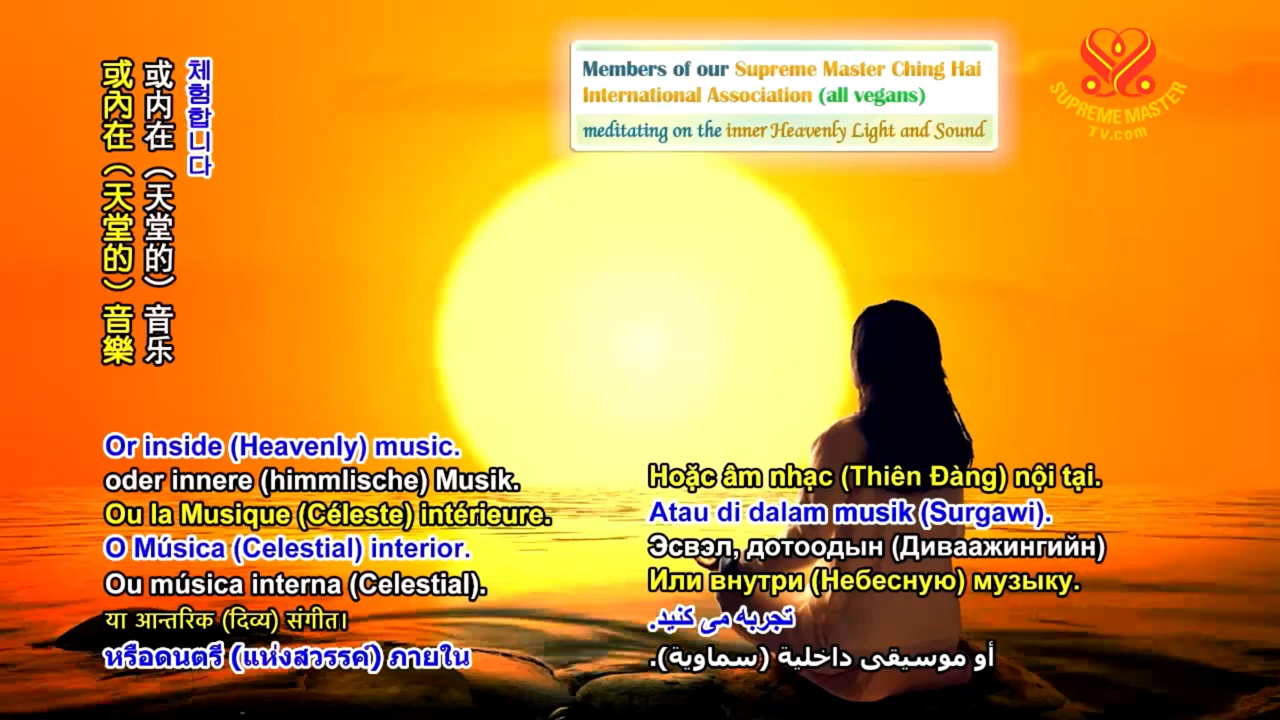 Members of our Supreme Master Ching Hai
International Association (all vegans)
meditating on the inner Heavenly Light and Sound
SUPREME MASTER
TV.com
체험합니다
或内在（天堂的）音乐
或內在（天堂的）音樂
Or inside (Heavenly) music.
oder innere (himmlische) Musik.
Ou la Musique (Céleste) intérieure.
O Música (Celestial) interior.
Ou música interna (Celestial).
या आन्तरिक (दिव्य) संगीत।
หรือดนตรี (แห่งสวรรค์) ภายใน
Hoặc âm nhạc (Thiên Đàng) nội tại.
Atau di dalam musik (Surgawi).
Эсвэл, дотоодын (Диваажингийн)
Или внутри (Небесную) музыку.
تجربه می کنید.
أو موسيقى داخلية (سماوية).